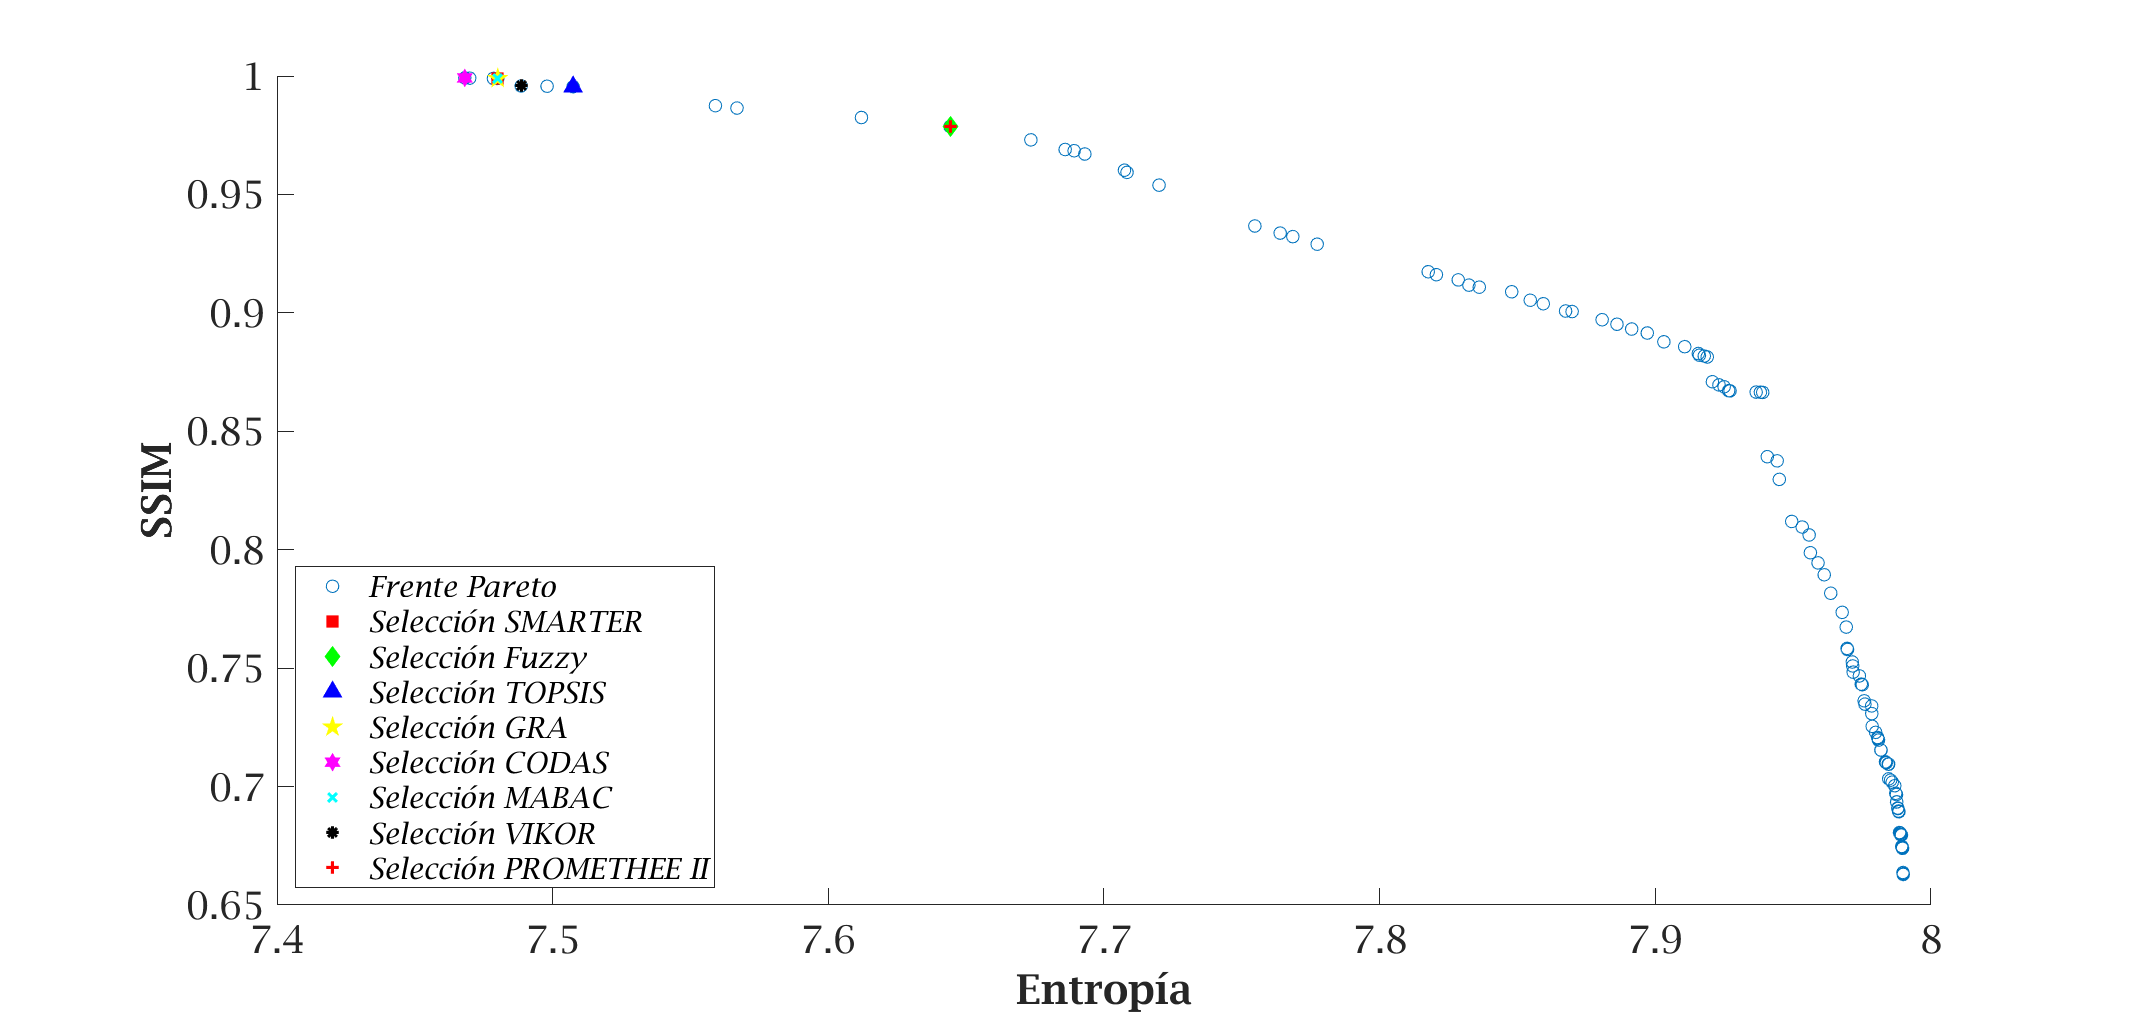 1
0.95
0.9
0.85
0.8
0.75
0.7
0.65
SSIM
Frente Pareto
Selección SMARTER
Selección Fuzzy
Selección TOPSIS
Selección GRA
Selección CODAS
Selección MABAC
Selección VIKOR
Selección PROMETHEE II
7.4 7.5 7.6 7.7 7.8 7.9 8
Entropía